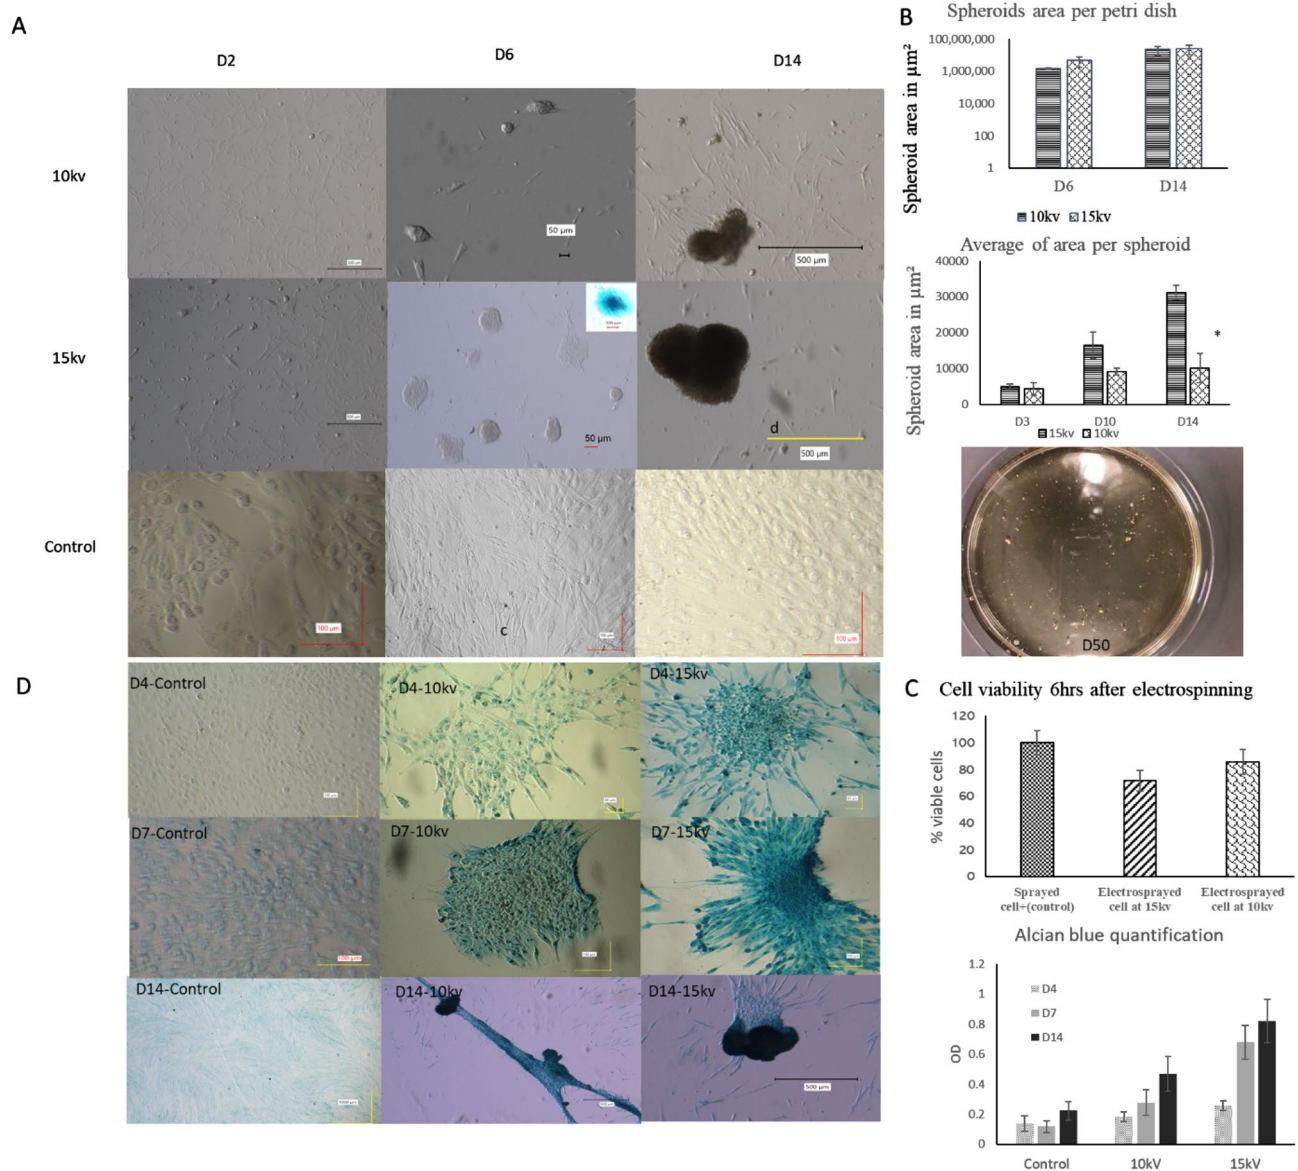 A
D2
D6
D14
10kv
50 µm
500 µm
15kv
50 µm
d
500 µm
Control
100 µm
c
100 µm
B
Spheroids area per petri dish
Spheroid area in µm²
100,000,000
1,000,000
10,000
100
1
D6
D14
10kv
15kv
Average of area per spheroid
Spheroid area in µm²
40000
30000
20000
10000
0
*
D3
D10
D14
15kv
10kv
D50
C
Cell viability 6hrs after electrospinning
% viable cells
120
100
80
60
40
20
0
Sprayed
cell+(control)
Electrosprayed
cell at 15kv
Electrosprayed
cell at 10kv
Alcian blue quantification
OD
1.2
1
0.8
0.6
0.4
0.2
0
D4
D7
D14
Control
10kV
15kV
D
D4-Control
D4-10kv
D4-15kv
D7-Control
D7-10kv
D7-15kv
D14-Control
D14-10kv
D14-15kv
500 µm